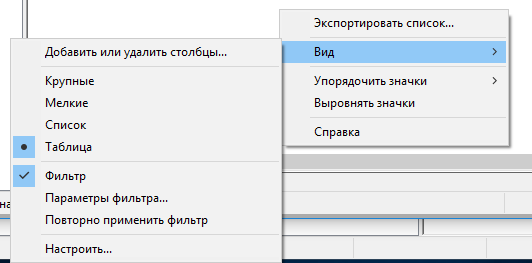 Экспортировать список...
Вид
Упорядочить значки
Выровнять значки
Справка
Добавить или удалить столбцы...
Крупные
Мелкие
Список
Таблица
Фильтр
Параметры фильтра...
Повторно применить фильтр
Настроить...